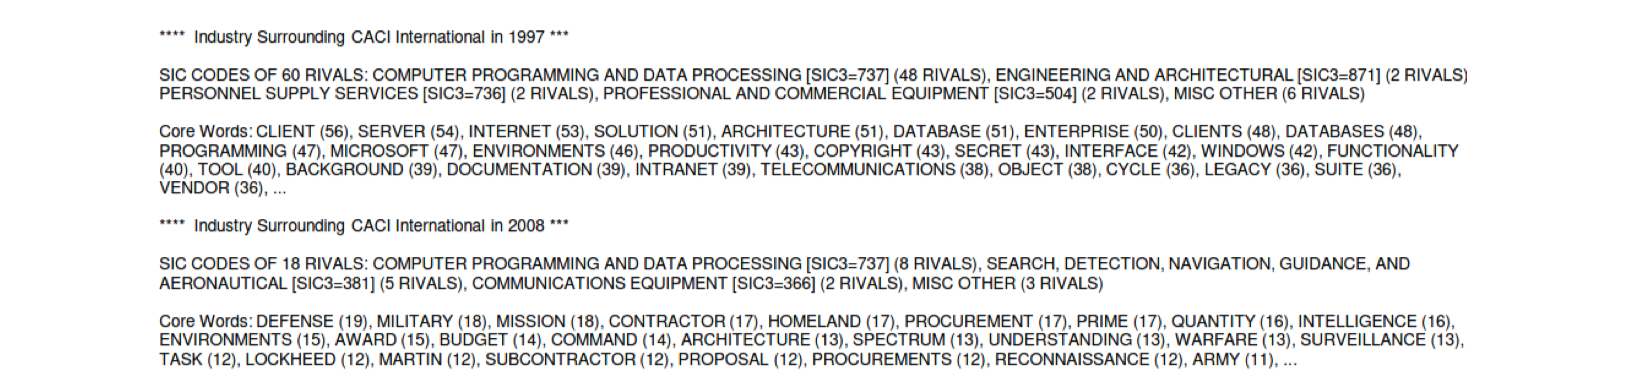 **** Industry Surrounding CACI International in 1997 ***
SIC CODES OF 60 RIVALS: COMPUTER PROGRAMMING AND DATA PROCESSING [SIC3=737] (48 RIVALS), ENGINEERING AND ARCHITECTURAL [SIC3=871] (2 RIVALS)
PERSONNEL SUPPLY SERVICES [SIC3=736] (2 RIVALS), PROFESSIONAL AND COMMERCIAL EQUIPMENT [SIC3=504] (2 RIVALS), MISC OTHER (6 RIVALS)
Core Words: CLIENT (56), SERVER (54), INTERNET (53), SOLUTION (51), ARCHITECTURE (51), DATABASE (51), ENTERPRISE (50), CLIENTS (48), DATABASES (48),
PROGRAMMING (47), MICROSOFT (47), ENVIRONMENTS (46), PRODUCTIVITY (43), COPYRIGHT (43), SECRET (43), INTERFACE (42), WINDOWS (42), FUNCTIONALITY
(40), TOOL (40), BACKGROUND (39), DOCUMENTATION (39), INTRANET (39), TELECOMMUNICATIONS (38), OBJECT (38), CYCLE (36), LEGACY (36), SUITE (36),
VENDOR (36), ...
**** Industry Surrounding CACI International in 2008 ***
SIC CODES OF 18 RIVALS: COMPUTER PROGRAMMING AND DATA PROCESSING [SIC3=737] (8 RIVALS), SEARCH, DETECTION, NAVIGATION, GUIDANCE, AND
AERONAUTICAL [SIC3=381] (5 RIVALS), COMMUNICATIONS EQUIPMENT [SIC3=366] (2 RIVALS), MISC OTHER (3 RIVALS)
Core Words: DEFENSE (19), MILITARY (18), MISSION (18), CONTRACTOR (17), HOMELAND (17), PROCUREMENT (17), PRIME (17), QUANTITY (16), INTELLIGENCE (16),
ENVIRONMENTS (15), AWARD (15), BUDGET (14), COMMAND (14), ARCHITECTURE (13), SPECTRUM (13), UNDERSTANDING (13), WARFARE (13), SURVEILLANCE (13),
TASK (12), LOCKHEED (12), MARTIN (12), SUBCONTRACTOR (12), PROPOSAL (12), PROCUREMENTS (12), RECONNAISSANCE (12), ARMY (11), ...